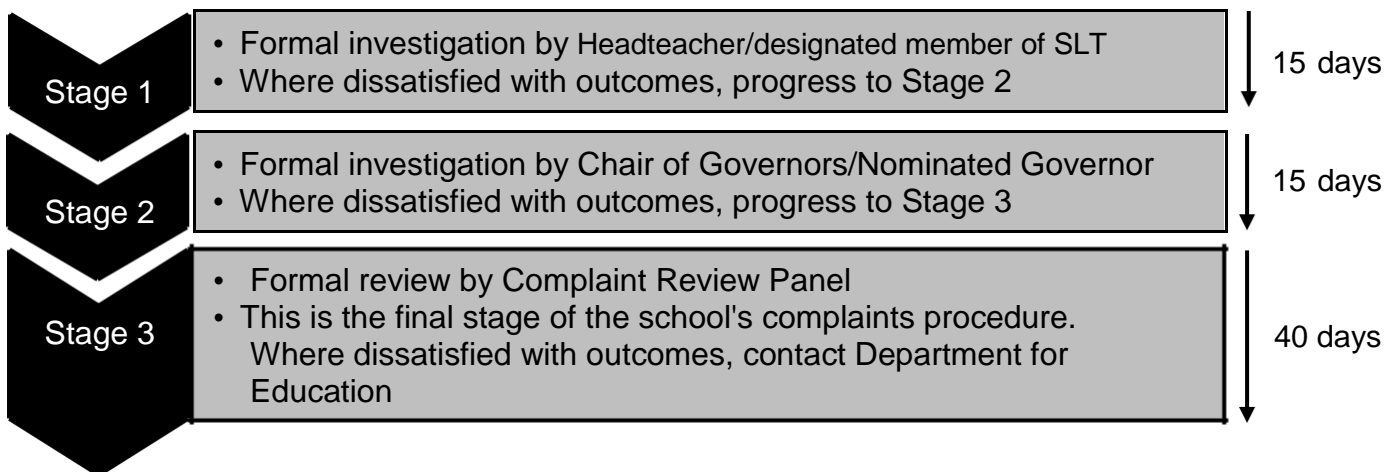 Stage 1
• Formal investigation by Headteacher/designated member of SLT
• Where dissatisfied with outcomes, progress to Stage 2
15 days
Stage 2
• Formal investigation by Chair of Governors/Nominated Governor
• Where dissatisfied with outcomes, progress to Stage 3
15 days
Stage 3
• Formal review by Complaint Review Panel
• This is the final stage of the school's complaints procedure.
Where dissatisfied with outcomes, contact Department for
Education
40 days